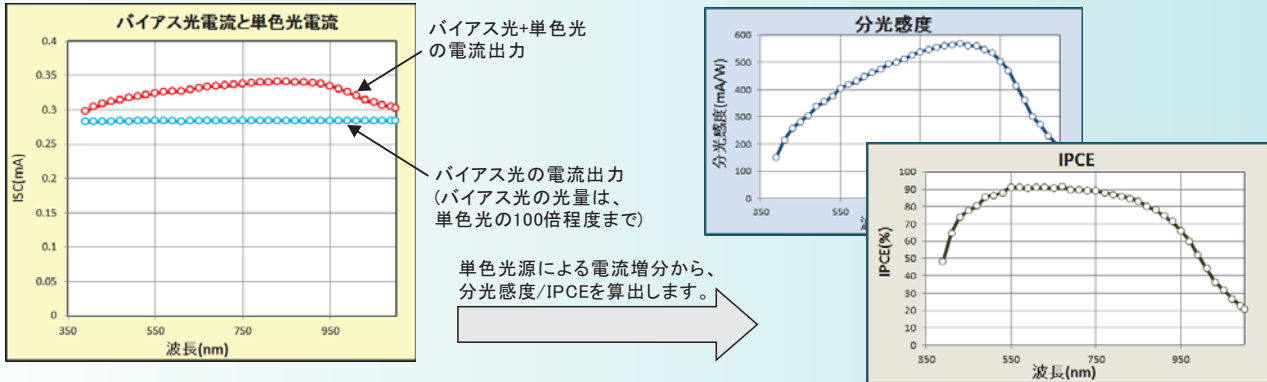 バイアス光電流と単色光電流
0.4
0.35
0.3
0.25
0.2
0.15
0.1
0.05
0
ISC(mA)
350
550
750
950
波長(nm)
バイアス光+単色光
の電流出力
バイアス光の電流出力
(バイアス光の光量は、
単色光の100倍程度まで)
単色光源による電流増分から、
分光感度/IPCEを算出します。
分光感度
600
500
400
300
200
100
0
分光感度(mA/W)
350
550
IPCE
100
90
80
70
60
50
40
30
20
10
0
IPCE(%)
350
550
750
950
波長(nm)